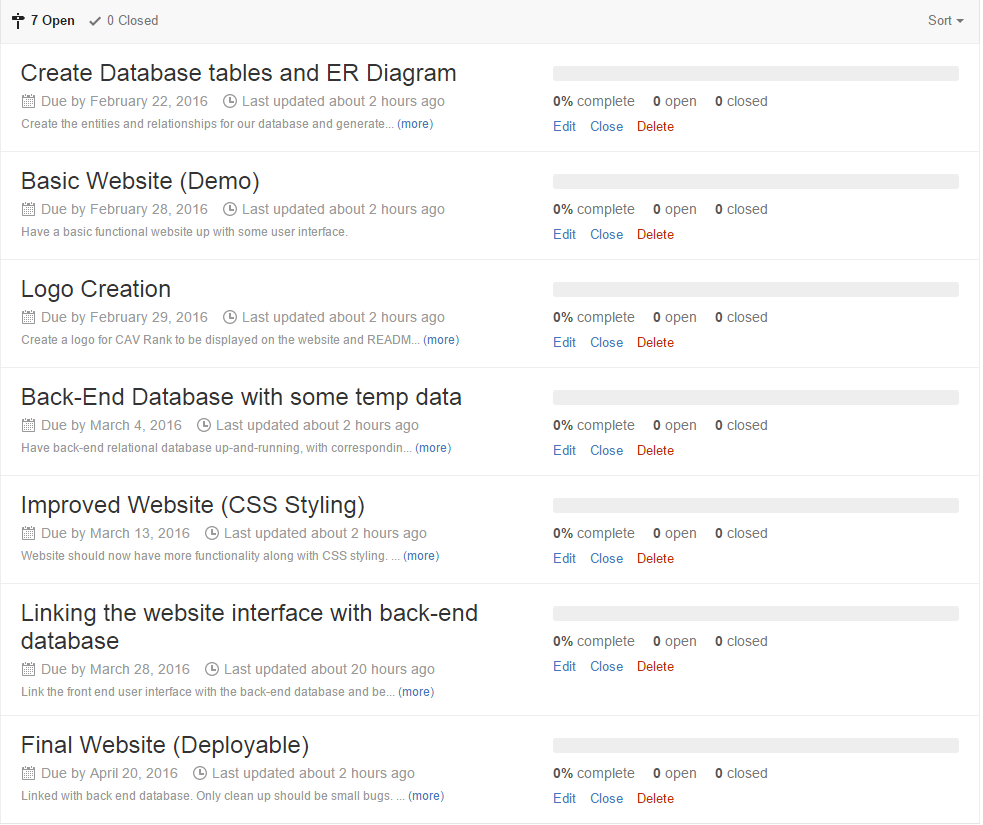 7 Open 0 Closed Sort
Create Database tables and ER Diagram
Due by February 22, 2016 Last updated about 2 hours ago
Create the entities and relationships for our database and generate... (more)
0% complete 0 open 0 closed
Edit Close Delete
Basic Website (Demo)
Due by February 28, 2016 Last updated about 2 hours ago
Have a basic functional website up with some user interface.
0% complete 0 open 0 closed
Edit Close Delete
Logo Creation
Due by February 29, 2016 Last updated about 2 hours ago
Create a logo for CAV Rank to be displayed on the website and READM... (more)
0% complete 0 open 0 closed
Edit Close Delete
Back-End Database with some temp data
Due by March 4, 2016 Last updated about 2 hours ago
Have back-end relational database up-and-running, with correspondin... (more)
0% complete 0 open 0 closed
Edit Close Delete
Improved Website (CSS Styling)
Due by March 13, 2016 Last updated about 2 hours ago
Website should now have more functionality along with CSS styling. ... (more)
0% complete 0 open 0 closed
Edit Close Delete
Linking the website interface with back-end
database
Due by March 28, 2016 Last updated about 20 hours ago
Link the front end user interface with the back-end database and be... (more)
0% complete 0 open 0 closed
Edit Close Delete
Final Website (Deployable)
Due by April 20, 2016 Last updated about 2 hours ago
Linked with back end database. Only clean up should be small bugs. ... (more)
0% complete 0 open 0 closed
Edit Close Delete